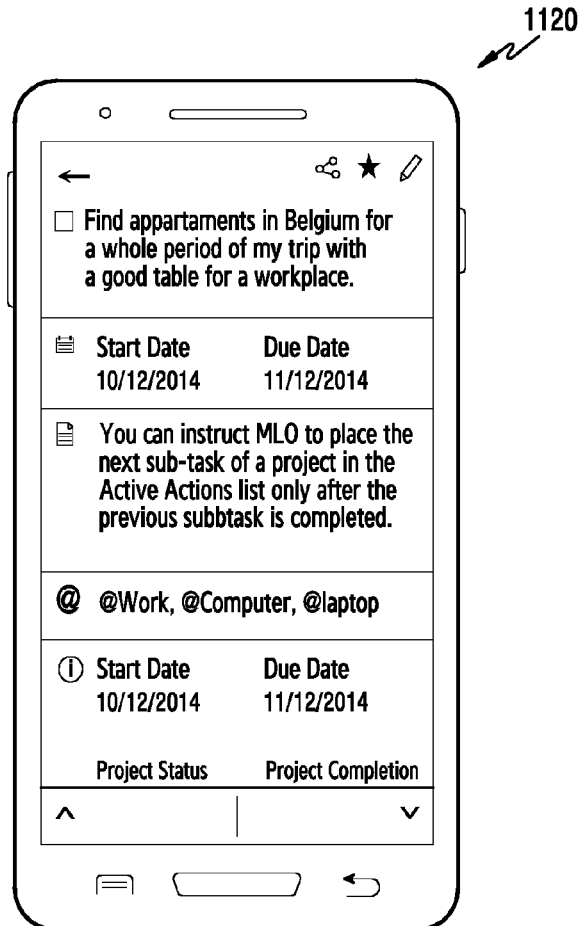 1120
Find appartaments in Belgium for
a whole period of my trip with
a good table for a workplace.
Start Date Due Date
10/12/2014 11/12/2014
You can instruct MLO to place the
next sub-task of a project in the
Active Actions list only after the
previous subbtask is completed.
@ @Work, @Computer, @laptop
Start Date Due Date
10/12/2014 11/12/2014
Project Status Project Completion